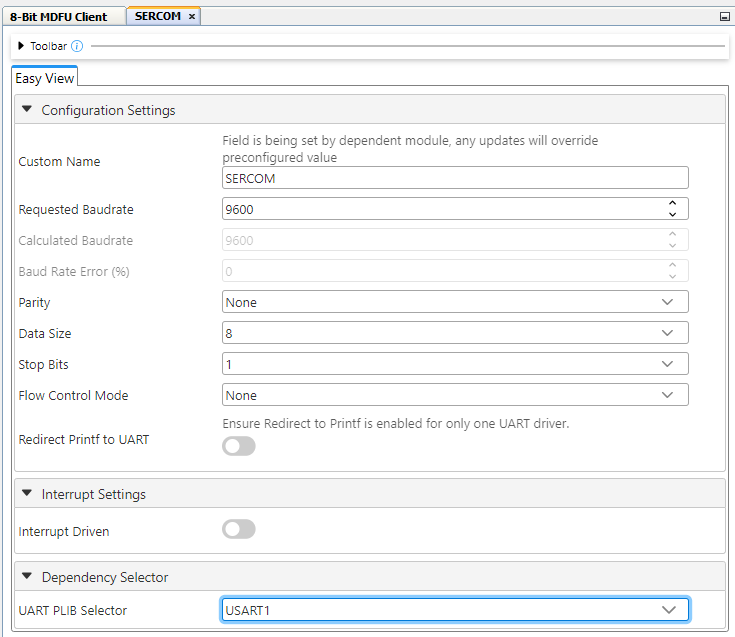 8-Bit MDFU Client
SERCOM ×
Toolbar
Easy View
Configuration Settings
Custom Name
Field is being set by dependent module, any updates will override
preconfigured value
SERCOM
Requested Baudrate
9600
Calculated Baudrate
9600
Baud Rate Error (%)
0
Parity
None
Data Size
8
Stop Bits
1
Flow Control Mode
None
Redirect Printf to UART
Ensure Redirect to Printf is enabled for only one UART driver.
Interrupt Settings
Interrupt Driven
Dependency Selector
UART PLIB Selector
USART1